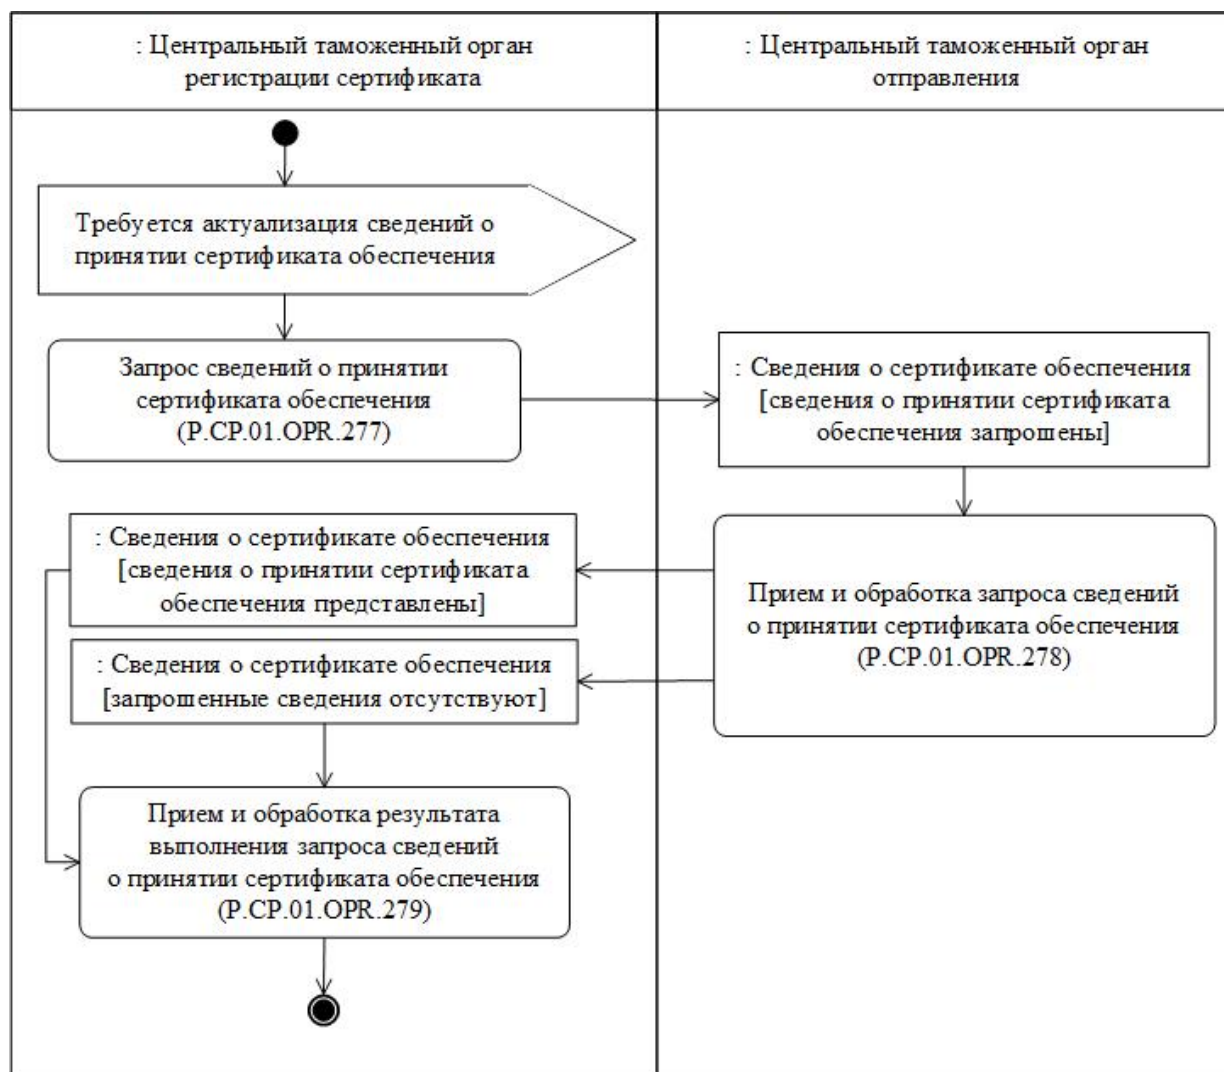 : Центральный таможенный орган
регистрации сертификата
: Центральный таможенный орган
отправления
Требуется актуализация сведений о
принятии сертификата обеспечения
Запрос сведений о принятии
сертификата обеспечения
(P.CP.01.OPR.277)
: Сведения о сертификате обеспечения
[сведения о принятии сертификата
обеспечения запрошены]
: Сведения о сертификате обеспечения
[сведения о принятии сертификата
обеспечения представлены]
Прием и обработка запроса сведений
о принятии сертификата обеспечения
(P.CP.01.OPR.278)
: Сведения о сертификате обеспечения
[запрошенные сведения отсутствуют]
Прием и обработка результата
выполнения запроса сведений
о принятии сертификата обеспечения
(P.CP.01.OPR.279)